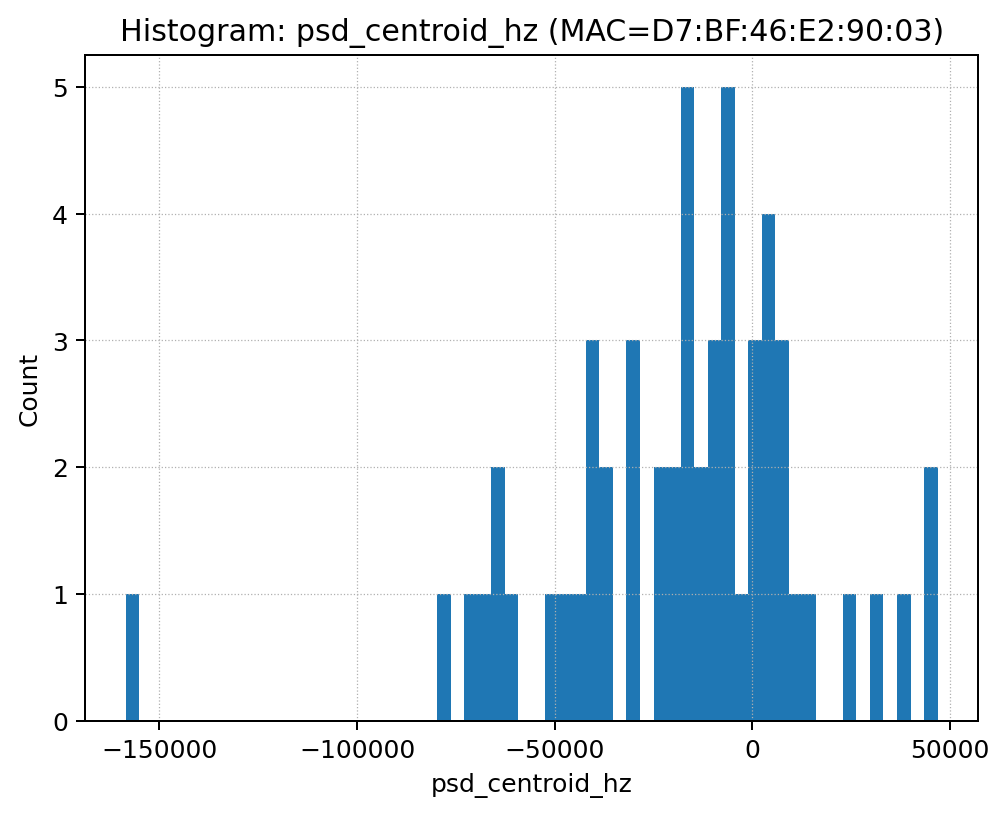 Histogram: psd_centroid_hz (MAC=D7:BF:46:E2:90:03)
5
4
3
2
1
0
Count
−150000 −100000 −50000 0 50000
psd_centroid_hz